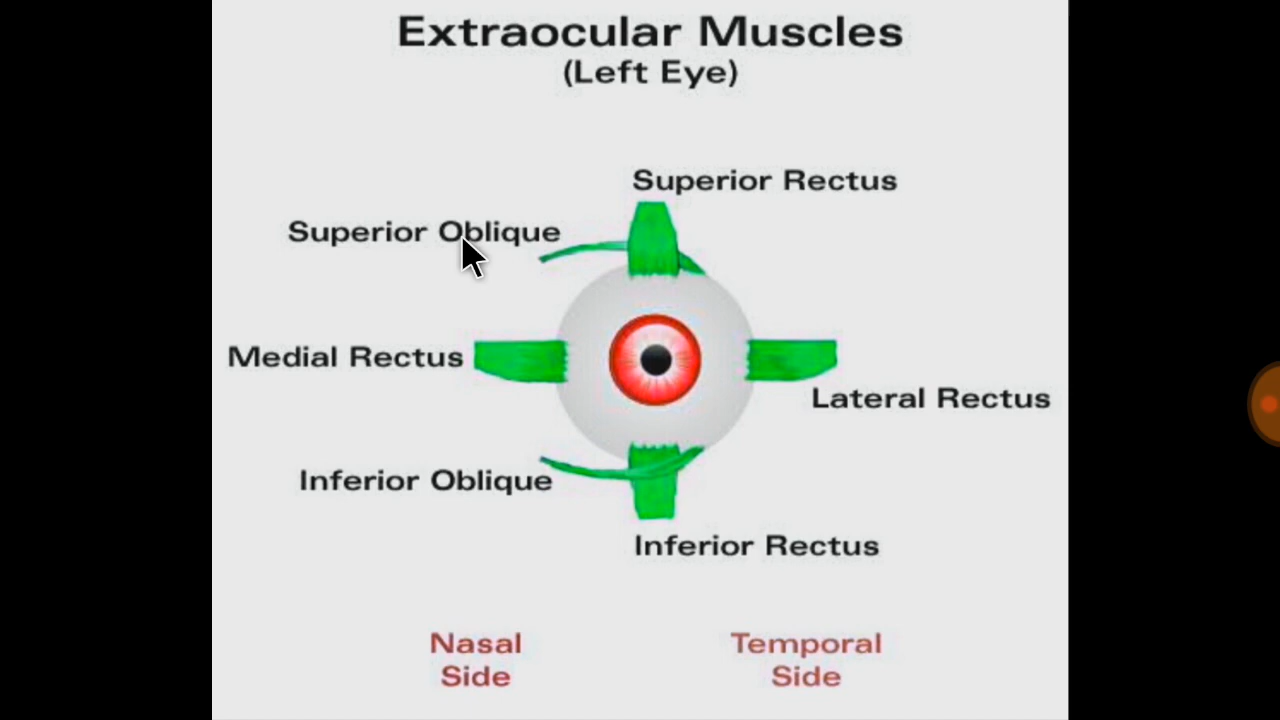 Extraocular Muscles
(Left Eye)
Superior Rectus
Superior Oblique
Medial Rectus
Lateral Rectus
Inferior Oblique
Inferior Rectus
Nasal
Side
Temporal
Side